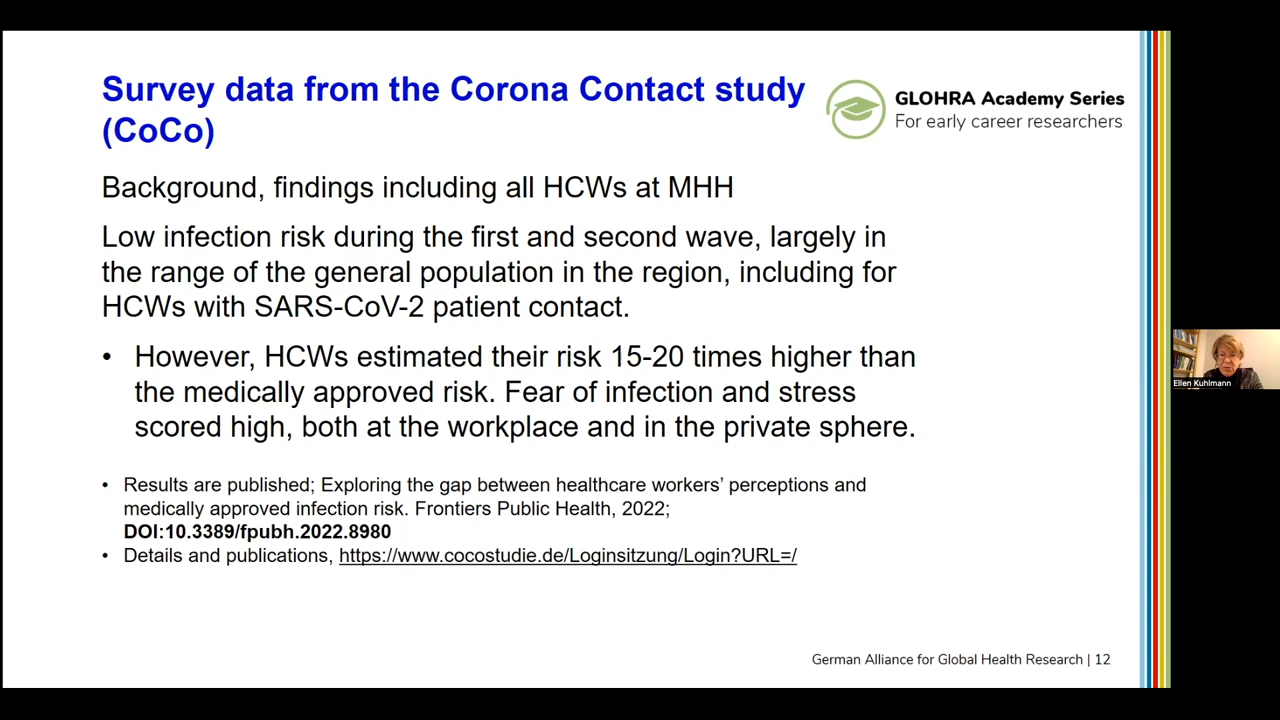 Survey data from the Corona Contact study
(CoCo)
GLOHRA Academy Series
For early career researchers
Background, findings including all HCWs at MHH
Low infection risk during the first and second wave, largely in
the range of the general population in the region, including for
HCWs with SARS-CoV-2 patient contact.
• However, HCWs estimated their risk 15-20 times higher than
the medically approved risk. Fear of infection and stress
scored high, both at the workplace and in the private sphere.
• Results are published; Exploring the gap between healthcare workers’ perceptions and
medically approved infection risk. Frontiers Public Health, 2022;
DOI:10.3389/fpubh.2022.8980
• Details and publications, https://www.cocostudie.de/Loginsitzung/Login?URL=/
German Alliance for Global Health Research | 12
Ellen Kuhlmann